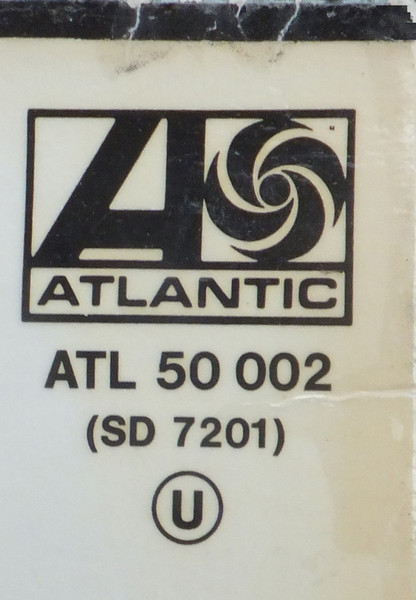 ATLANTIC
ATL 50 002
(SD 7201)
U